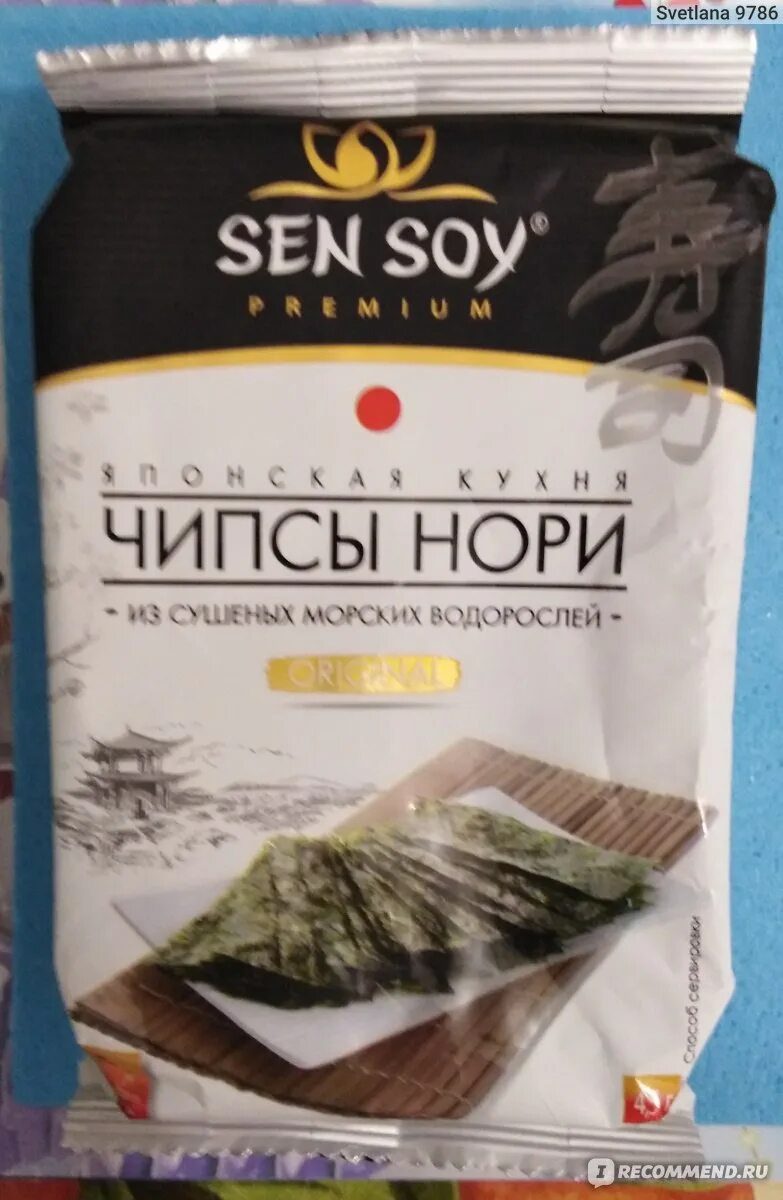 Svetlana 9786
SEN SOY®
PREMIUM
寿司
ЯПОНСКАЯ КУХНЯ
ЧИПСЫ НОРИ
- ИЗ СУШЕНЫХ МОРСКИХ ВОДОРОСЛЕЙ -
ORIGINAL
Способ сервировки
IRECOMMEND.RU